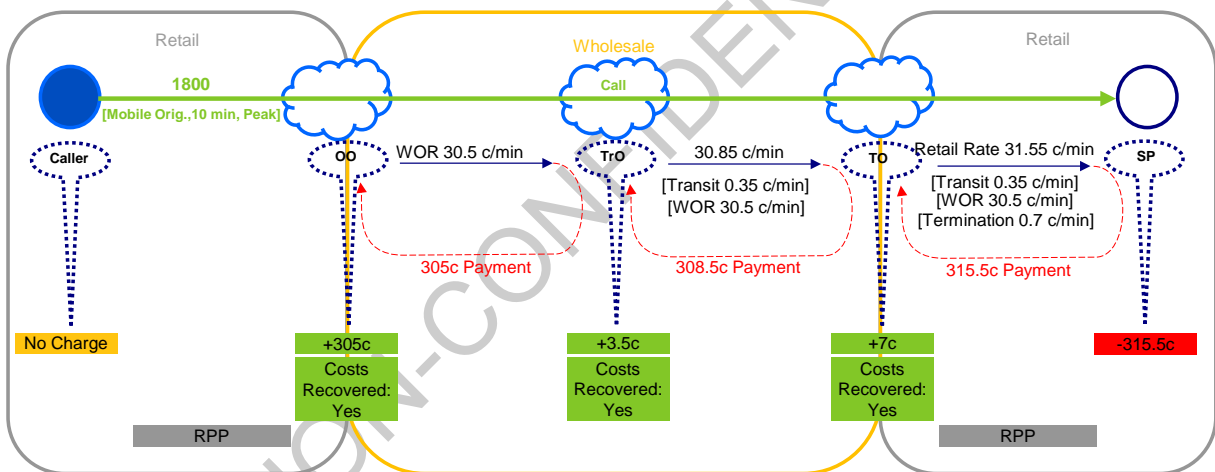 Retail
Wholesale
Retail
1800
Call
[Mobile Orig.,10 min, Peak]
Caller
OO
WOR 30.5 c/min
TrO
30.85 c/min
TO
Retail Rate 31.55 c/min
SP
[Transit 0.35 c/min]
[WOR 30.5 c/min]
[Transit 0.35 c/min]
[WOR 30.5 c/min]
[Termination 0.7 c/min]
305c Payment
308.5c Payment
315.5c Payment
No Charge
+305c
+3.5c
+7c
-315.5c
Costs
Recovered:
Yes
Costs
Recovered:
Yes
Costs
Recovered:
Yes
RPP
RPP
ON-CONFIDEN